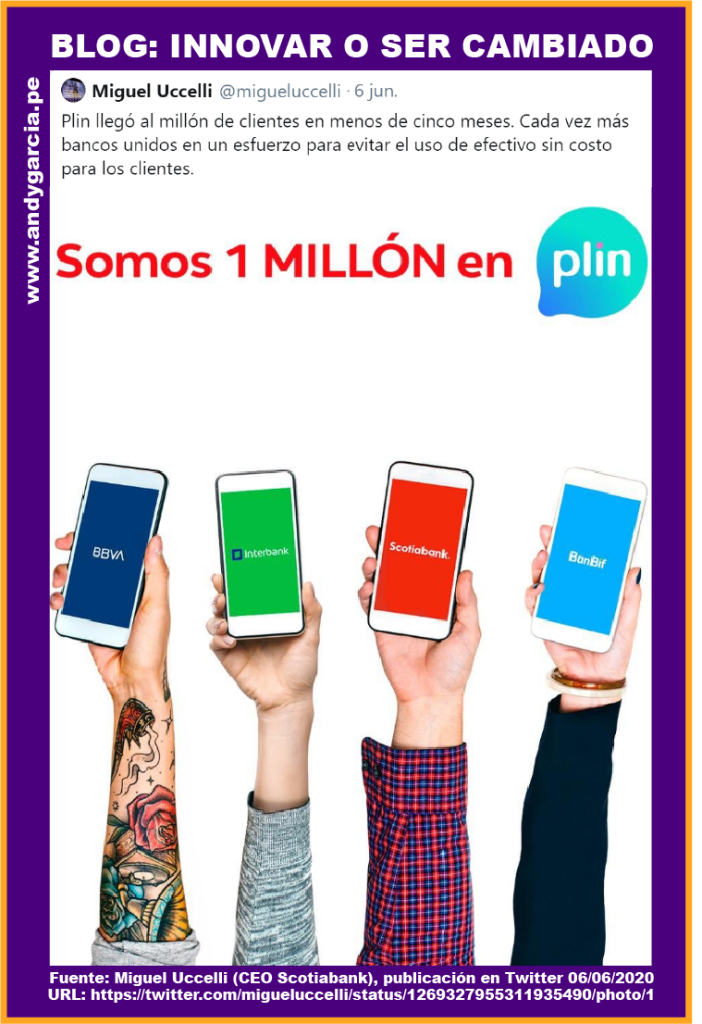 BLOG: INNOVAR O SER CAMBIADO
www.andygarcia.pe
Miguel Uccelli @migueluccelli · 6 jun.
Plin llegó al millón de clientes en menos de cinco meses. Cada vez más
bancos unidos en un esfuerzo para evitar el uso de efectivo sin costo
para los clientes.
Somos 1 MILLÓN en plin
BBVA
Interbank
Scotiabank.
BanBif
Fuente: Miguel Uccelli (CEO Scotiabank), publicación en Twitter 06/06/2020
URL: https://twitter.com/migueluccelli/status/1269327955311935490/photo/1